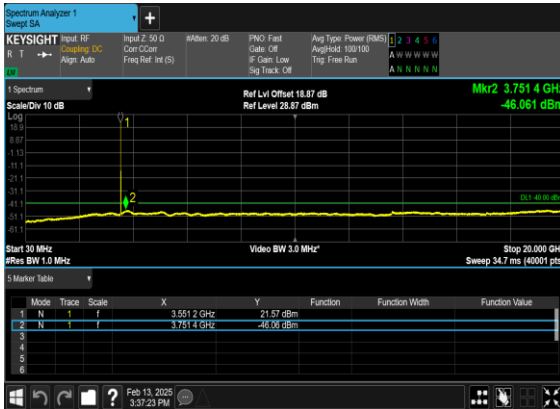 Spectrum Analyzer 1
Swept SA
+
KEYSIGHT Input: RF Input Z: 50 Ω #Atten: 20 dB PNO: Fast Avg Type: Power (RMS) 1 2 3 4 5 6
R T Coupling: DC Corr CCorr Gate: Off Avg|Hold: 100/100 A W W W W W
Align: Auto Freq Ref: Int (S) IF Gain: Low Trig: Free Run A N N N N N
Sig Track: Off
1 Spectrum
Scale/Div 10 dB Ref Lvl Offset 18.87 dB Mkr2 3.751 4 GHz
Ref Level 28.87 dBm -46.061 dBm
Log
18.9
8.87
-1.13
-11.1
-21.1
-31.1
-41.1
-51.1
-61.1
1
2
DL1 -40.00 dBm
Start 30 MHz Video BW 3.0 MHz* Stop 20.000 GHz
#Res BW 1.0 MHz Sweep 34.7 ms (40001 pts)
5 Marker Table
Mode Trace Scale X Y Function Function Width Function Value
1 N 1 f 3.551 2 GHz 21.57 dBm
2 N 1 f 3.751 4 GHz -46.06 dBm
3
4
5
6
? Feb 13, 2025
3:37:23 PM